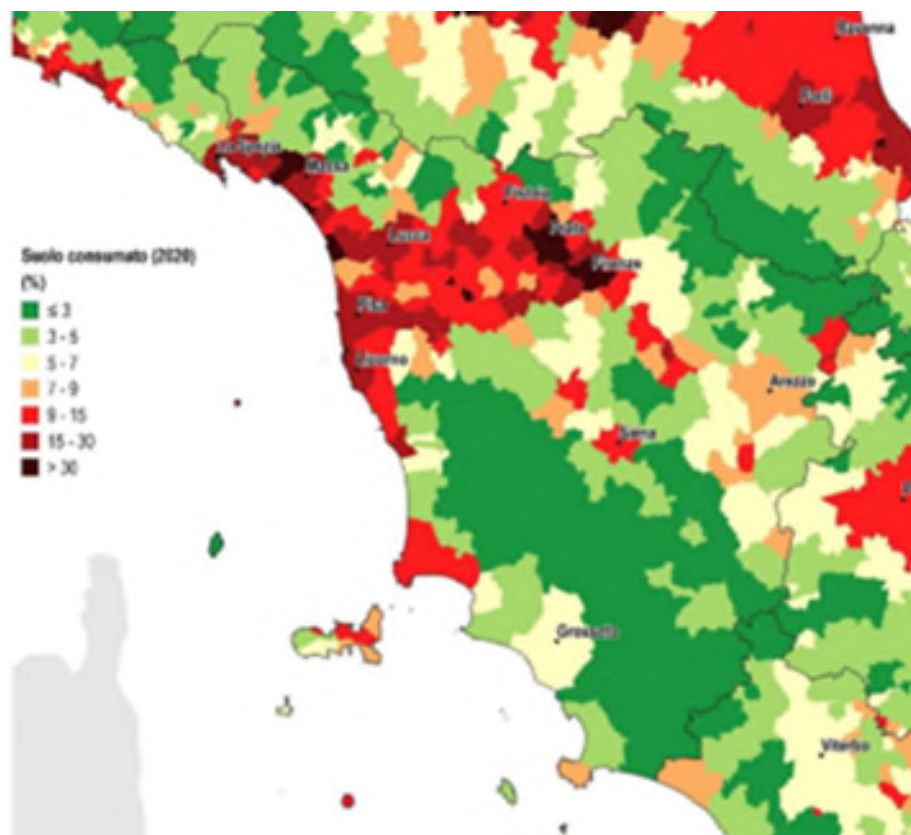 Ravenna
Forlì
La Spezia
Massa
Pistoia
Prato
Lucca
Firenze
Suolo consumato (2020)
(%)
≤ 3
3 - 5
5 - 7
7 - 9
9 - 15
15 - 30
> 30
Pisa
Livorno
Arezzo
Siena
Grosseto
Viterbo